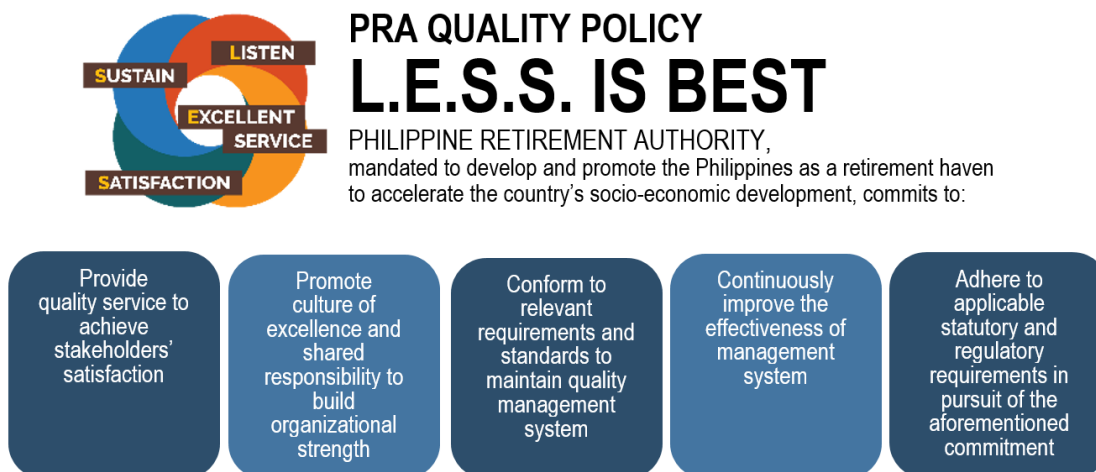 LISTEN
SUSTAIN
EXCELLENT
SERVICE
SATISFACTION
PRA QUALITY POLICY
L.E.S.S. IS BEST
PHILIPPINE RETIREMENT AUTHORITY,
mandated to develop and promote the Philippines as a retirement haven
to accelerate the country’s socio-economic development, commits to:
Provide
quality service to
achieve
stakeholders’
satisfaction
Promote
culture of
excellence and
shared
responsibility to
build
organizational
strength
Conform to
relevant
requirements and
standards to
maintain quality
management
system
Continuously
improve the
effectiveness of
management
system
Adhere to
applicable
statutory and
regulatory
requirements in
pursuit of the
aforementioned
commitment